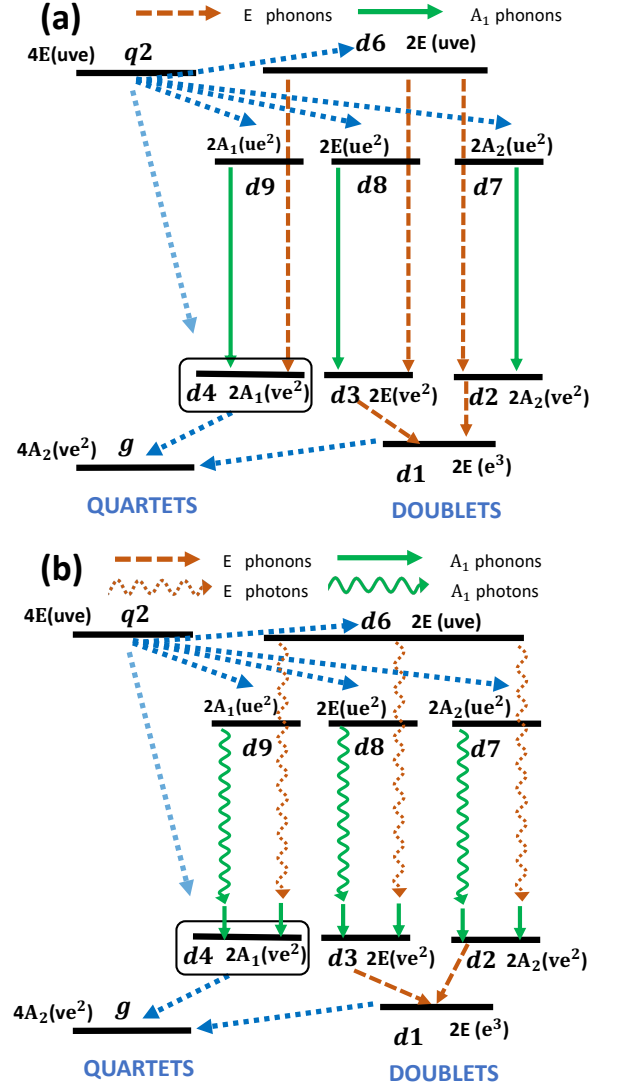 (a)
E phonons A₁ phonons
4E(uve) q2 d6 2E (uve)
2A₁(ue²) 2E(ue²) 2A₂(ue²)
d9 d8 d7
d4 2A₁(ve²) d3 2E(ve²) d2 2A₂(ve²)
4A₂(ve²) g d1 2E (e³)
QUARTETS DOUBLETS
(b)
E phonons A₁ phonons
E photons A₁ photons
4E(uve) q2 d6 2E (uve)
2A₁(ue²) 2E(ue²) 2A₂(ue²)
d9 d8 d7
d4 2A₁(ve²) d3 2E(ve²) d2 2A₂(ve²)
4A₂(ve²) g d1 2E (e³)
QUARTETS DOUBLETS